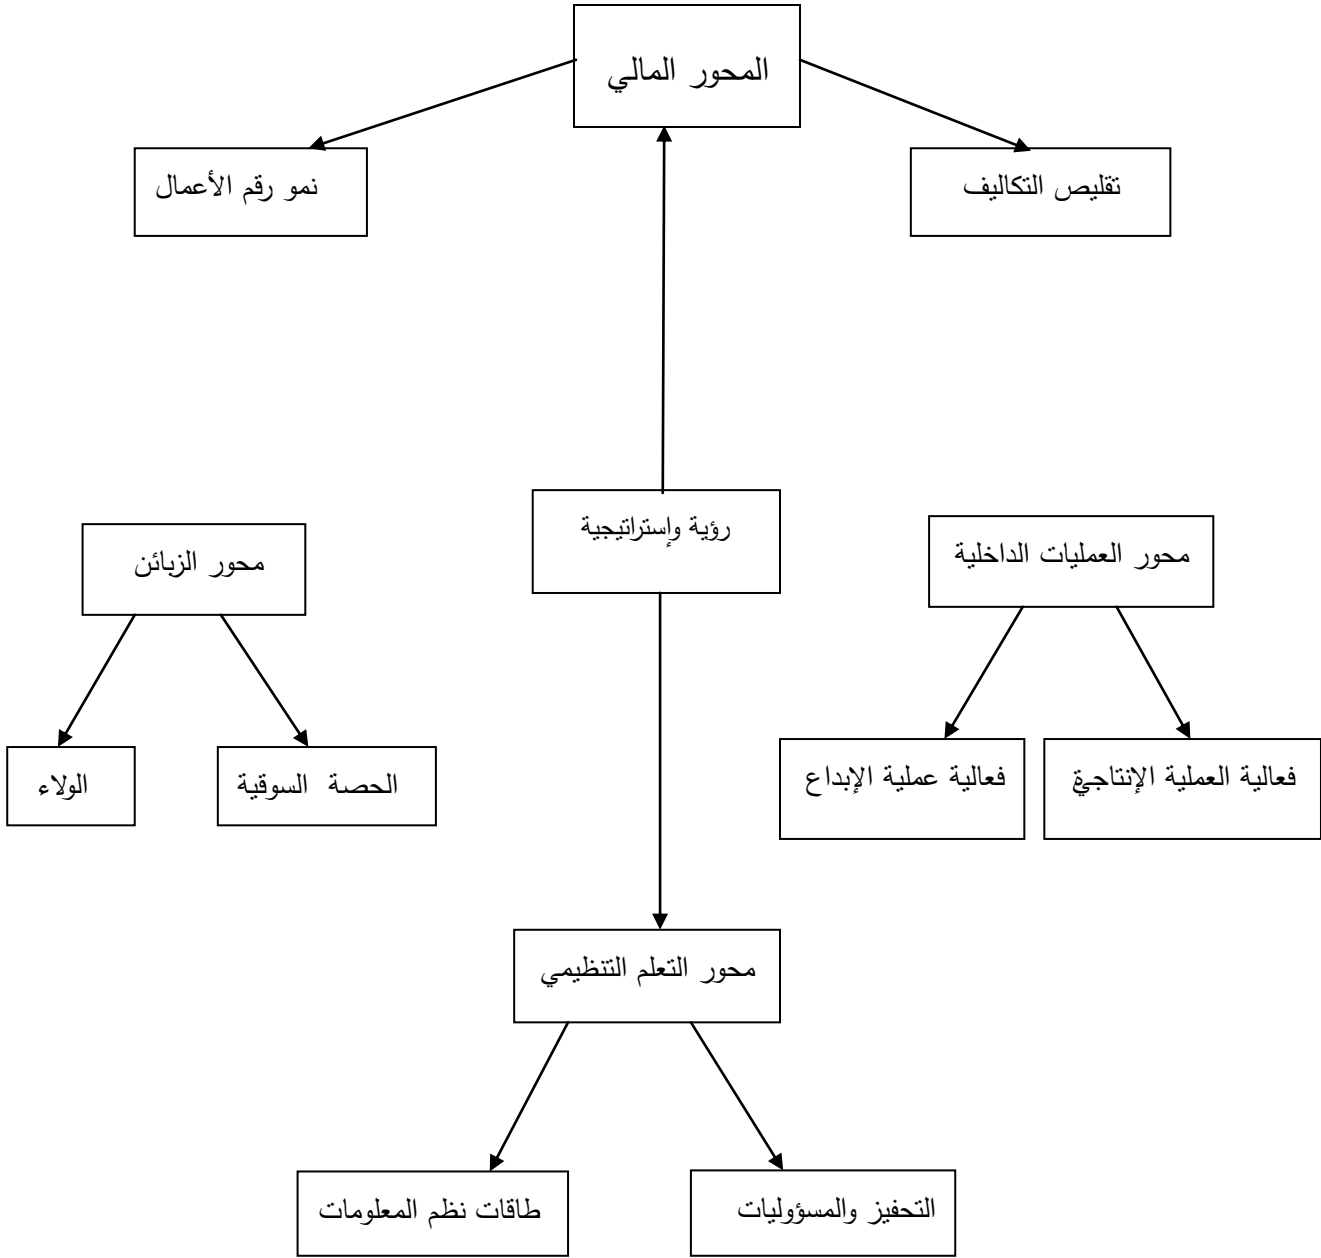 المحور المالي
تقليص التكاليف
نمو رقم الأعمال
رؤية وإستراتيجية
محور العمليات الداخلية
محور الزبائن
فعالية العملية الإنتاجية
فعالية عملية الإبداع
الحصة السوقية
الولاء
محور التعلم التنظيمي
التحفيز والمسؤوليات
طاقات نظم المعلومات